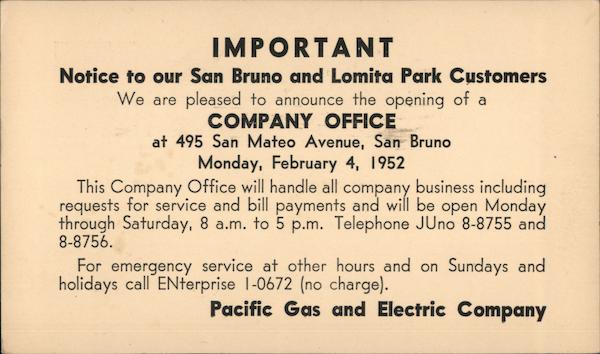 IMPORTANT
Notice to our San Bruno and Lomita Park Customers
We are pleased to announce the opening of a
COMPANY OFFICE
at 495 San Mateo Avenue, San Bruno
Monday, February 4, 1952
This Company Office will handle all company business including
requests for service and bill payments and will be open Monday
through Saturday, 8 a.m. to 5 p.m. Telephone JUno 8-8755 and
8-8756.
For emergency service at other hours and on Sundays and
holidays call ENterprise 1-0672 (no charge).
Pacific Gas and Electric Company